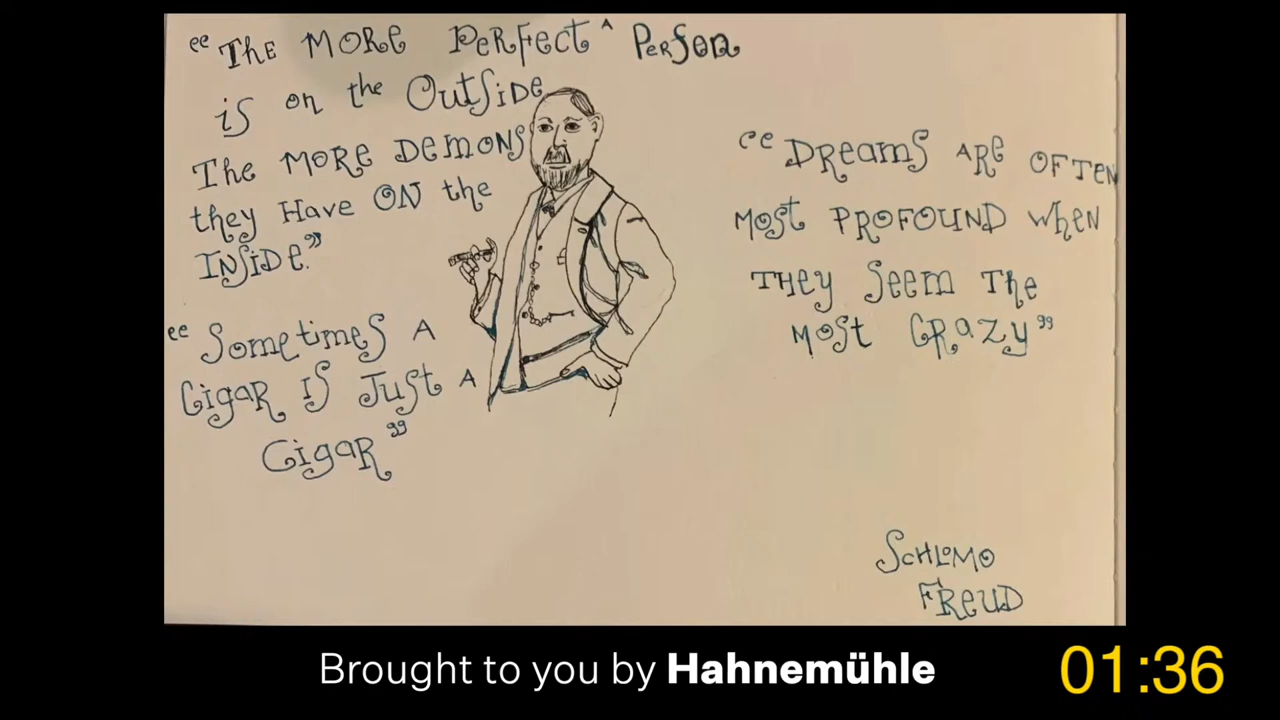 “The MORE PeRFECT A PeRSon
iS on the OutSiDe
The MORE DEMONS
they Have ON the
INSiDe.”
“Sometimes A
CigaR IS Just A
CigaR”
“DReamS ARe OFTEN
MOSt PROFOUND wheN
THEy Seem The
MoSt CRaZy”
SCHLOMO
FREUD
Brought to you by Hahnemühle
01:36